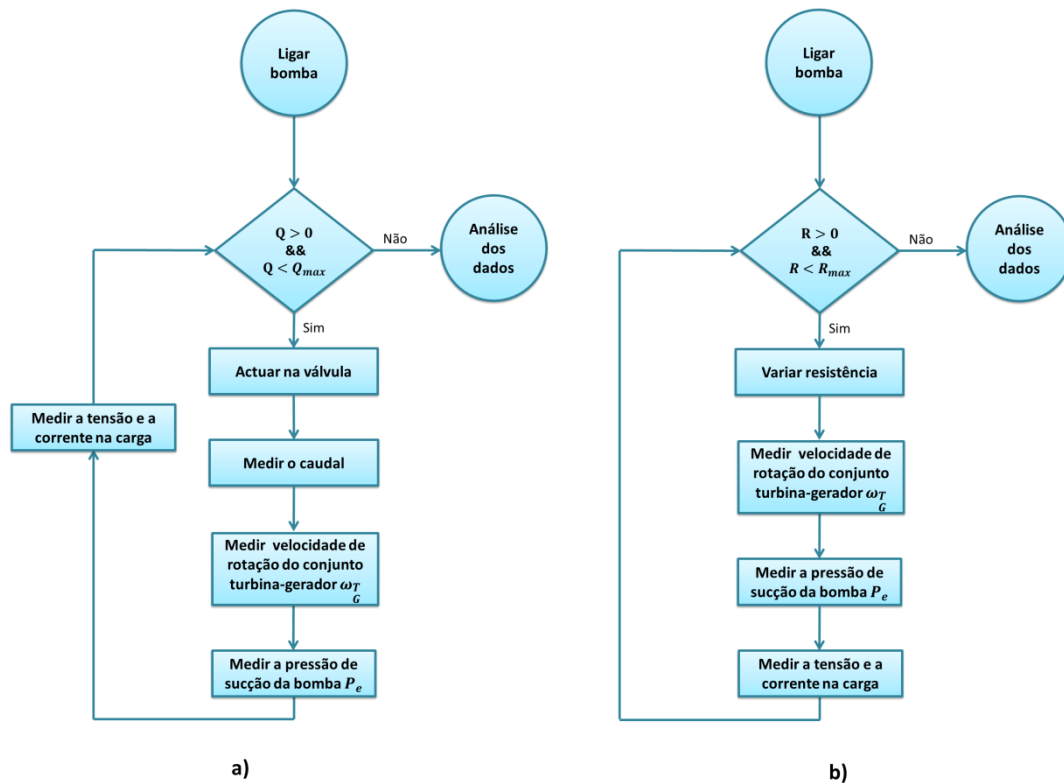 Ligar
bomba
Q > 0
&&
Q < Q_max
Não
Análise
dos
dados
Sim
Actuar na válvula
Medir a tensão e a
corrente na carga
Medir o caudal
Medir velocidade de
rotação do conjunto
turbina-gerador ω_T_G
Medir a pressão de
sucção da bomba P_e
a)
Ligar
bomba
R > 0
&&
R < R_max
Não
Análise
dos
dados
Sim
Variar resistência
Medir velocidade de
rotação do conjunto
turbina-gerador ω_T_G
Medir a pressão de
sucção da bomba P_e
Medir a tensão e a
corrente na carga
b)